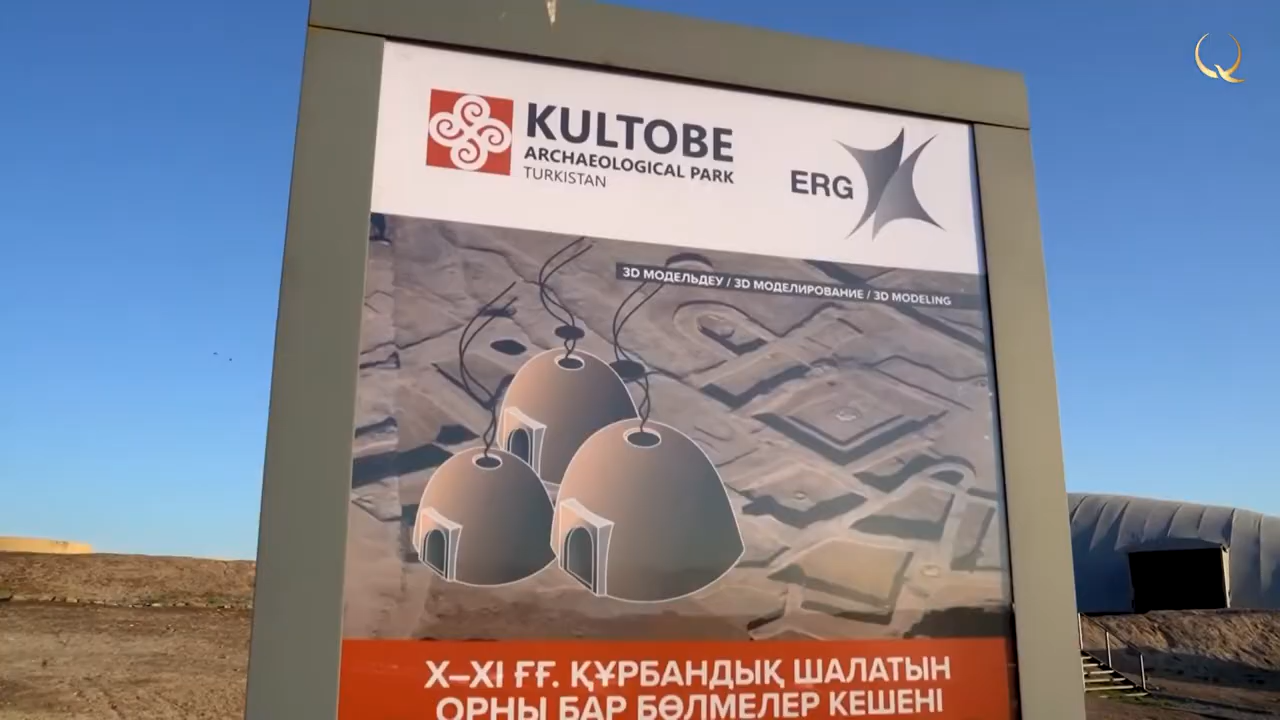 KULTOBE
ARCHAEOLOGICAL PARK
TURKISTAN
ERG
3D МОДЕЛЬДЕУ / 3D МОДЕЛИРОВАНИЕ / 3D MODELING
X–XI ҒҒ. ҚҰРБАНДЫҚ ШАЛАТЫН
ОРНЫ БАР БӨЛМЕЛЕР КЕШЕНІ